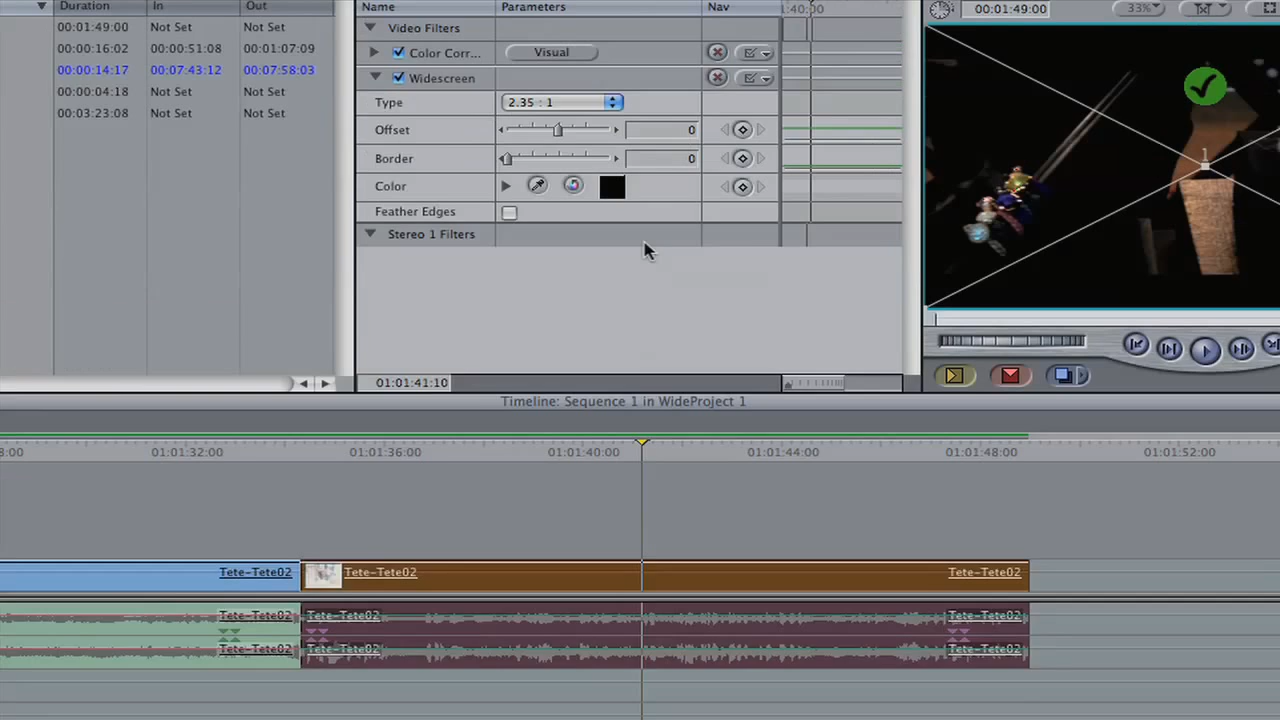 Duration In Out
00:01:49:00 Not Set Not Set
00:00:16:02 00:00:51:08 00:01:07:09
00:00:14:17 00:07:43:12 00:07:58:03
00:00:04:18 Not Set Not Set
00:03:23:08 Not Set Not Set
Name Parameters Nav 1:40:00
Video Filters
Color Corr... Visual
Widescreen
Type 2.35 : 1
Offset 0
Border 0
Color
Feather Edges
Stereo 1 Filters
01:01:41:10
00:01:49:00 33%
1
Timeline: Sequence 1 in WideProject 1
8:00 01:01:32:00 01:01:36:00 01:01:40:00 01:01:44:00 01:01:48:00 01:01:52:00
Tete-Tete02 Tete-Tete02 Tete-Tete02
Tete-Tete02 Tete-Tete02 Tete-Tete02
Tete-Tete02 Tete-Tete02 Tete-Tete02